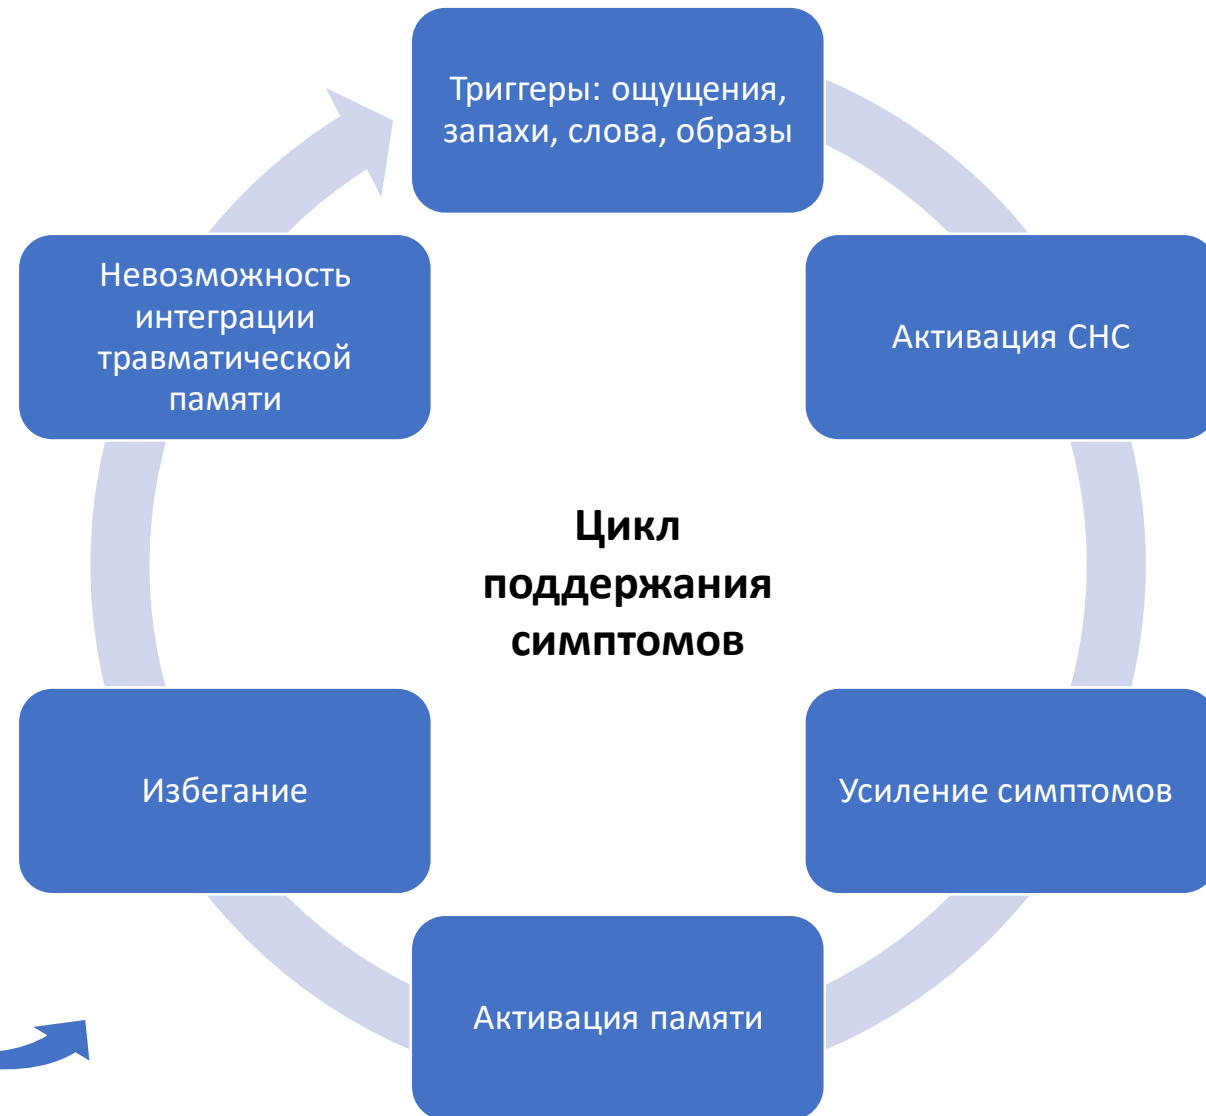 Триггеры: ощущения,
запахи, слова, образы
Активация СНС
Усиление симптомов
Активация памяти
Избегание
Невозможность
интеграции
травматической
памяти
Цикл
поддержания
симптомов